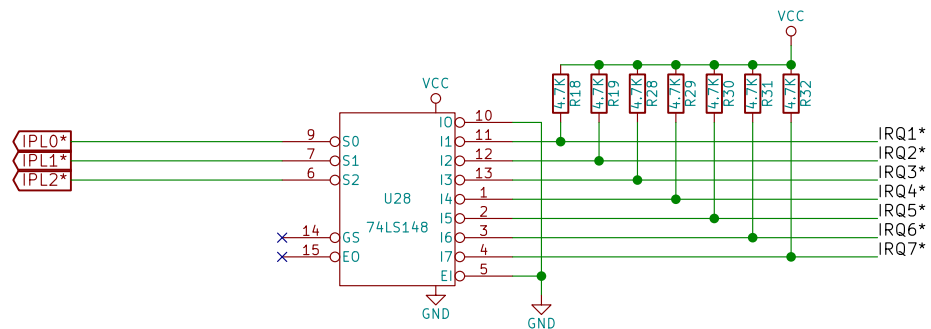 VCC
VCC
4.7K R18
4.7K R19
4.7K R28
4.7K R29
4.7K R30
4.7K R31
4.7K R32
I0 10
IPL0* 9 S0 I1 11 IRQ1*
IPL1* 7 S1 I2 12 IRQ2*
IPL2* 6 S2 I3 13 IRQ3*
U28 I4 1 IRQ4*
74LS148 I5 2 IRQ5*
14 GS I6 3 IRQ6*
15 EO I7 4 IRQ7*
EI 5
GND
GND